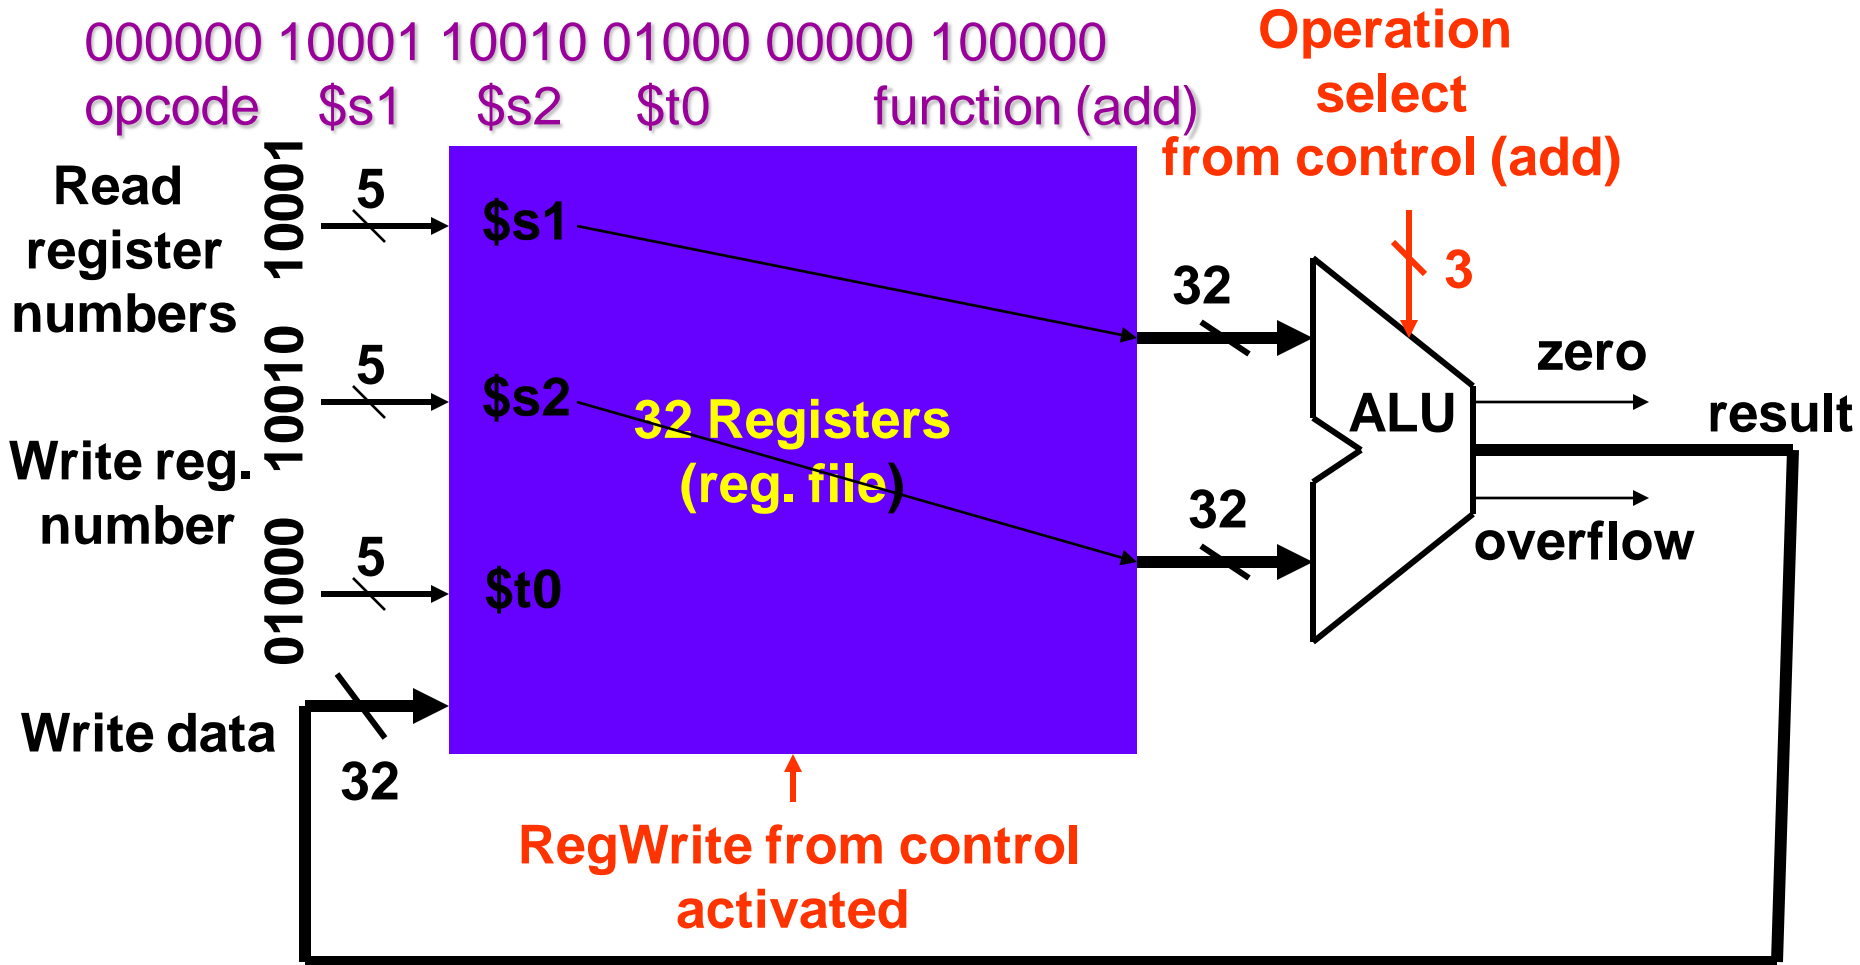 000000 10001 10010 01000 00000 100000
opcode $s1 $s2 $t0 function (add)
Operation
select
from control (add)
3
Read
register
numbers
10001
5
$s1
10010
5
$s2
Write reg.
number
01000
5
$t0
32 Registers
(reg. file)
32
32
ALU
zero
result
overflow
Write data
32
RegWrite from control
activated